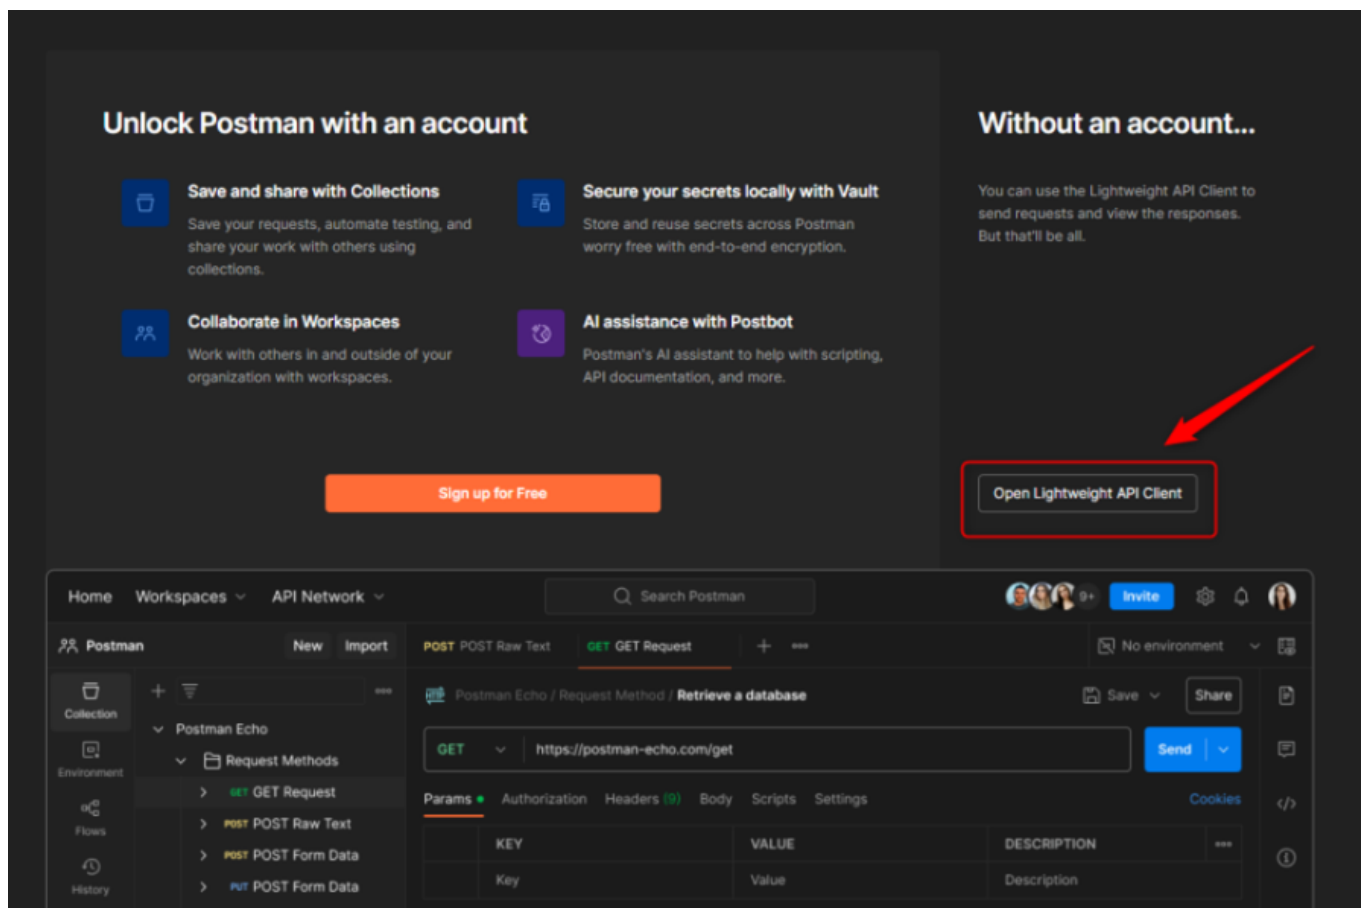 Unlock Postman with an account
Without an account...
Save and share with Collections
Save your requests, automate testing, and
share your work with others using
collections.
Secure your secrets locally with Vault
Store and reuse secrets across Postman
worry free with end-to-end encryption.
You can use the Lightweight API Client to
send requests and view the responses.
But that'll be all.
Collaborate in Workspaces
Work with others in and outside of your
organization with workspaces.
AI assistance with Postbot
Postman's AI assistant to help with scripting,
API documentation, and more.
Sign up for Free
Open Lightweight API Client
Home Workspaces API Network Search Postman 9+ Invite
Postman New Import POST POST Raw Text GET GET Request No environment
Collection
Postman Echo / Request Method / Retrieve a database Save Share
Postman Echo
GET https://postman-echo.com/get Send
Environment
Request Methods
GET GET Request
Params Authorization Headers (9) Body Scripts Settings Cookies
Flows
POST POST Raw Text
KEY VALUE DESCRIPTION
POST POST Form Data
Key Value Description
History
PUT POST Form Data